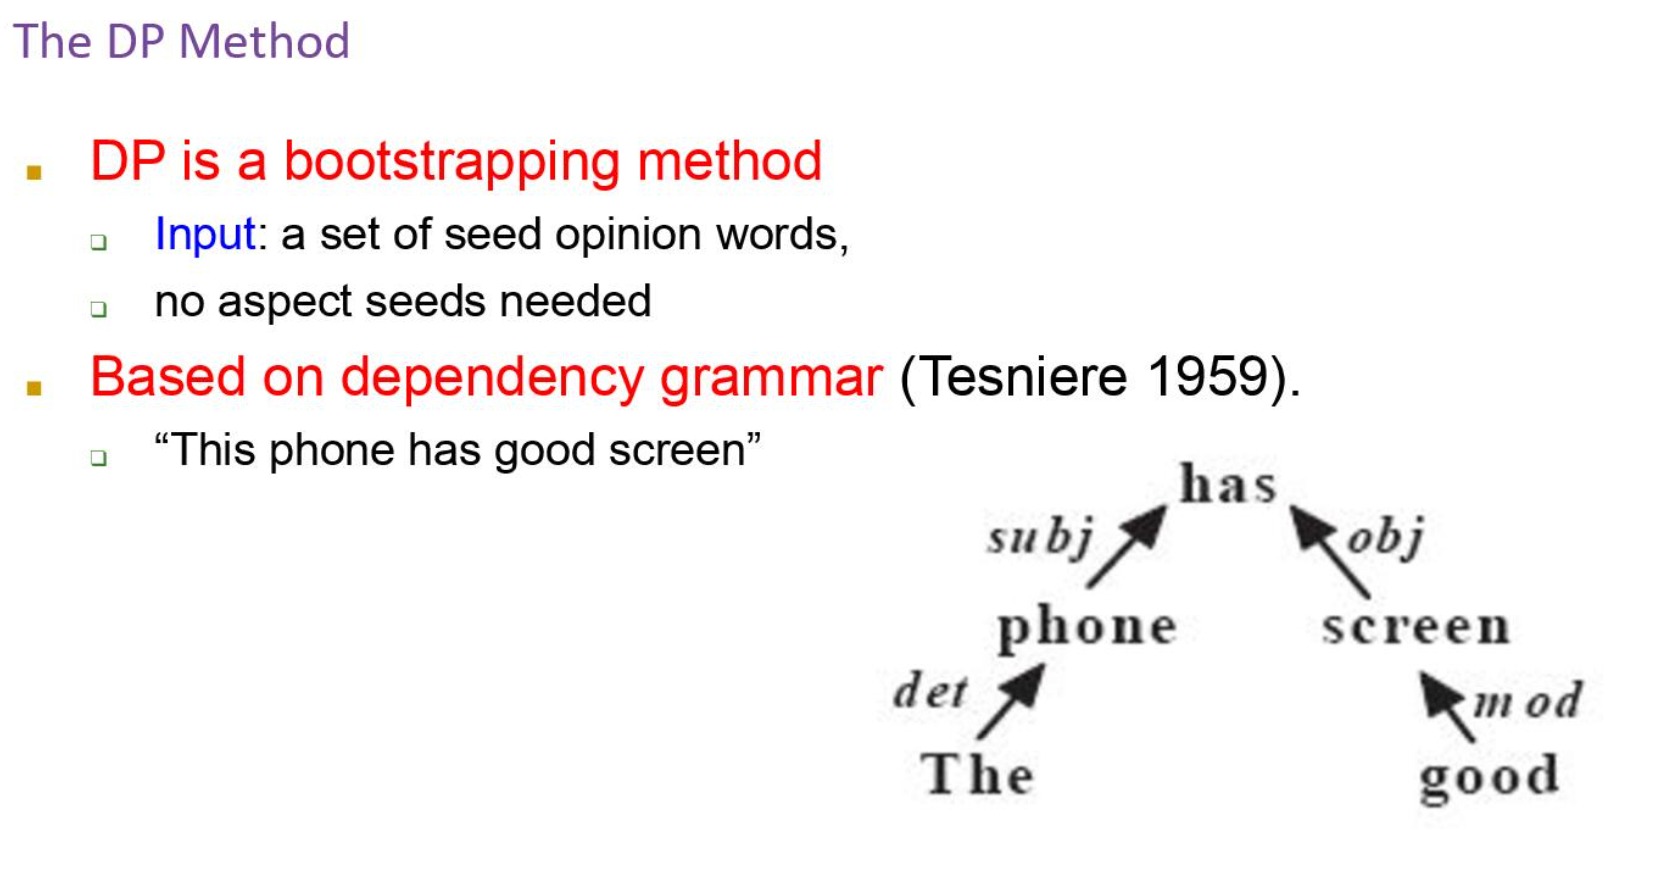 The DP Method
DP is a bootstrapping method
Input: a set of seed opinion words,
no aspect seeds needed
Based on dependency grammar (Tesniere 1959).
“This phone has good screen”
has
subj
obj
phone
screen
det
mod
The
good